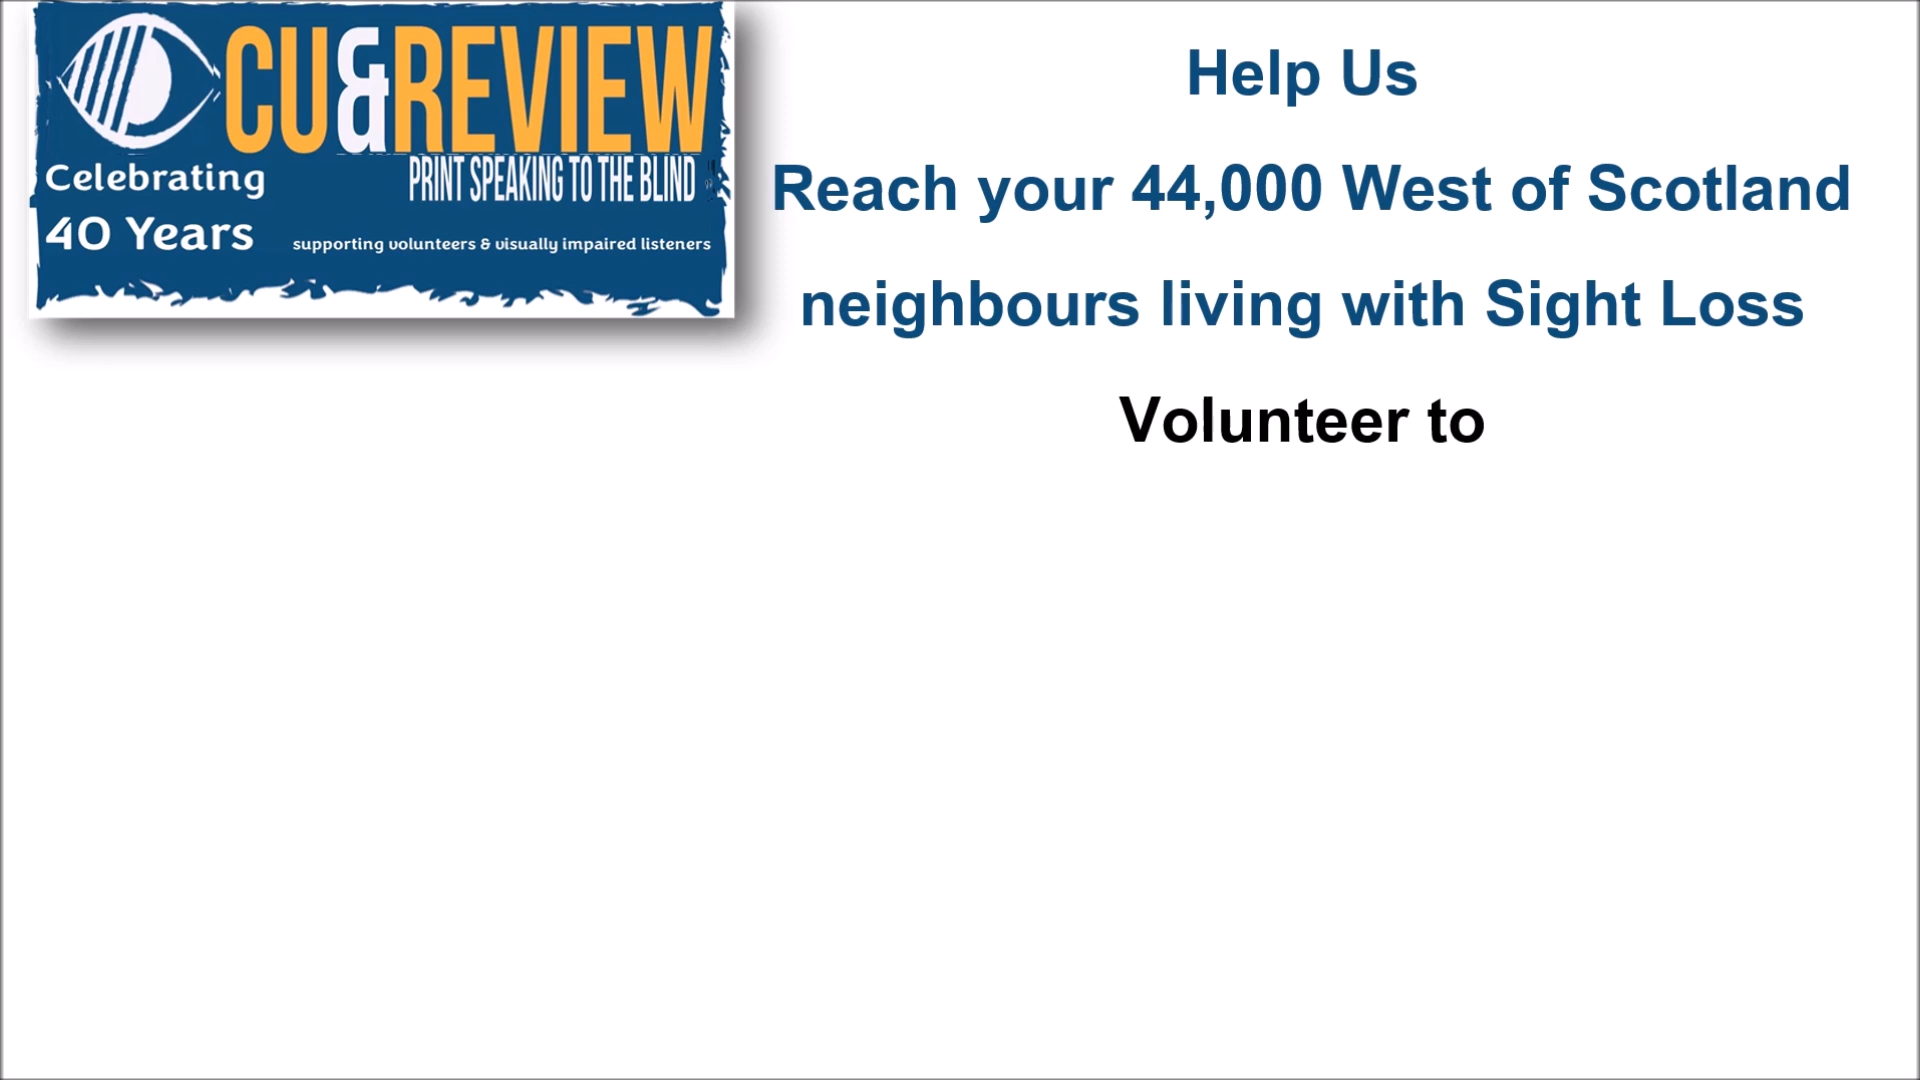 CU&REVIEW
PRINT SPEAKING TO THE BLIND
Celebrating
40 Years
supporting volunteers & visually impaired listeners
Help Us
Reach your 44,000 West of Scotland
neighbours living with Sight Loss
Volunteer to